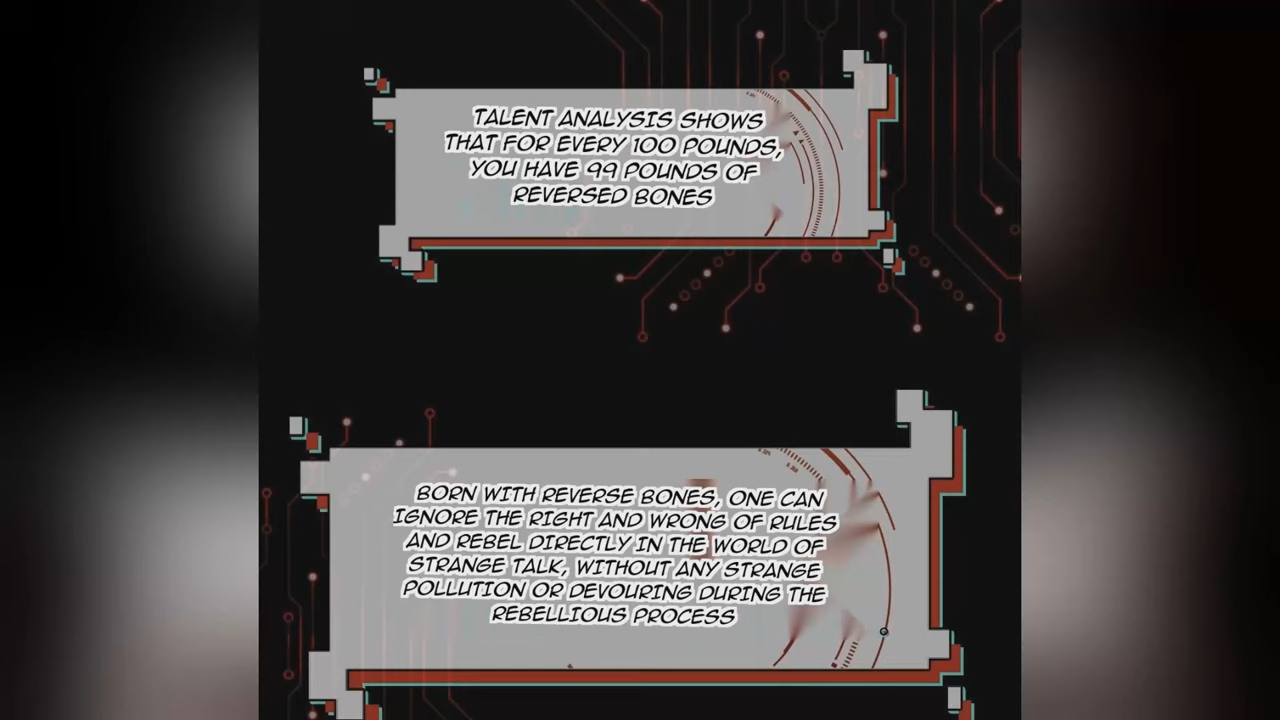 TALENT ANALYSIS SHOWS
THAT FOR EVERY 100 POUNDS,
YOU HAVE 99 POUNDS OF
REVERSED BONES
BORN WITH REVERSE BONES, ONE CAN
IGNORE THE RIGHT AND WRONG OF RULES
AND REBEL DIRECTLY IN THE WORLD OF
STRANGE TALK, WITHOUT ANY STRANGE
POLLUTION OR DEVOURING DURING THE
REBELLIOUS PROCESS